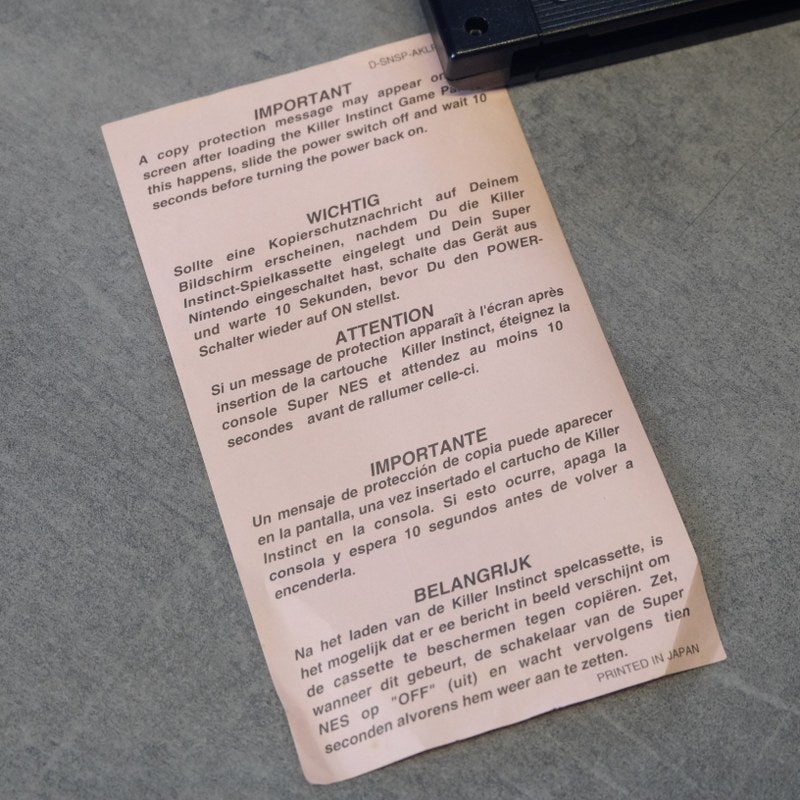 D-SNSP-AKL
IMPORTANT
A copy protection message may appear
screen after loading the Killer Instinct Game
this happens, slide the power switch off and wait 10
seconds before turning the power back on.
WICHTIG
Sollte eine Kopierschutznachricht auf Deinem
Bildschirm erscheinen, nachdem Du die Killer
Instinct-Spielkassette eingelegt und Dein Super
Nintendo eingeschaltet hast, schalte das Gerät aus
und warte 10 Sekunden, bevor Du den POWER-
Schalter wieder auf ON stellst.
ATTENTION
Si un message de protection apparaît à l'écran après
insertion de la cartouche Killer Instinct, éteignez la
console Super NES et attendez au moins 10
secondes avant de rallumer celle-ci.
IMPORTANTE
Un mensaje de protección de copia puede aparecer
en la pantalla, una vez insertado el cartucho de Killer
Instinct en la consola. Si esto ocurre, apaga la
consola y espera 10 segundos antes de volver a
encenderla.
BELANGRIJK
Na het laden van de Killer Instinct spelcassette, is
het mogelijk dat er ee bericht in beeld verschijnt om
de cassette te beschermen tegen copiëren. Zet,
wanneer dit gebeurt, de schakelaar van de Super
NES op "OFF" (uit) en wacht vervolgens tien
seconden alvorens hem weer aan te zetten.
PRINTED IN JAPAN